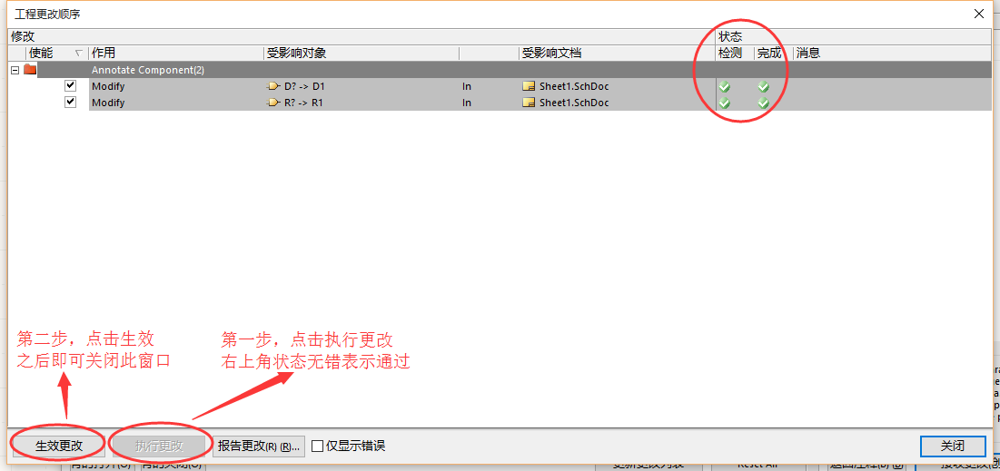 工程更改顺序
修改 状态
使能 作用 受影响对象 受影响文档 检测 完成 消息
Annotate Component(2)
Modify D? -> D1 In Sheet1.SchDoc
Modify R? -> R1 In Sheet1.SchDoc
第二步，点击生效
之后即可关闭此窗口
第一步，点击执行更改
右上角状态无错表示通过
生效更改 执行更改 报告更改(R) (R)... 仅显示错误 关闭